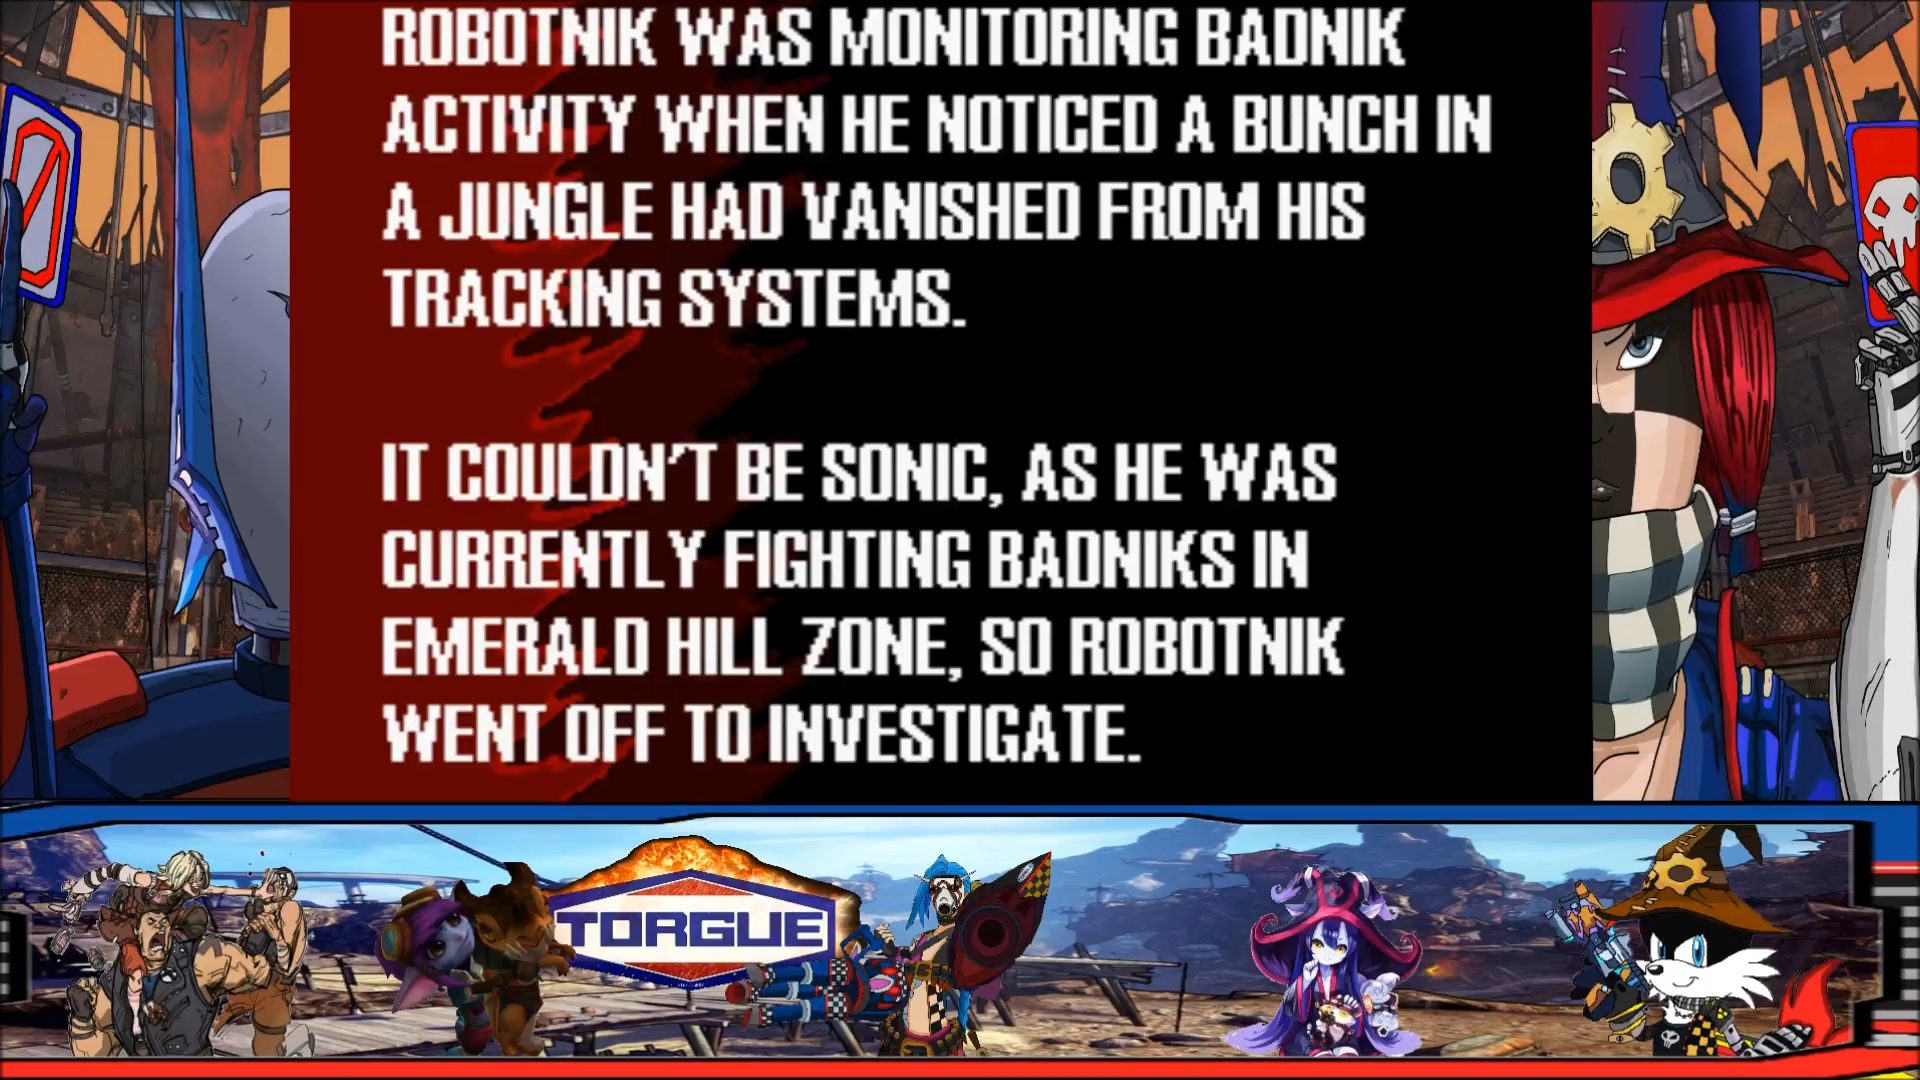 ROBOTNIK WAS MONITORING BADNIK
ACTIVITY WHEN HE NOTICED A BUNCH IN
A JUNGLE HAD VANISHED FROM HIS
TRACKING SYSTEMS.
IT COULDN'T BE SONIC, AS HE WAS
CURRENTLY FIGHTING BADNIKS IN
EMERALD HILL ZONE, SO ROBOTNIK
WENT OFF TO INVESTIGATE.
TORGUE